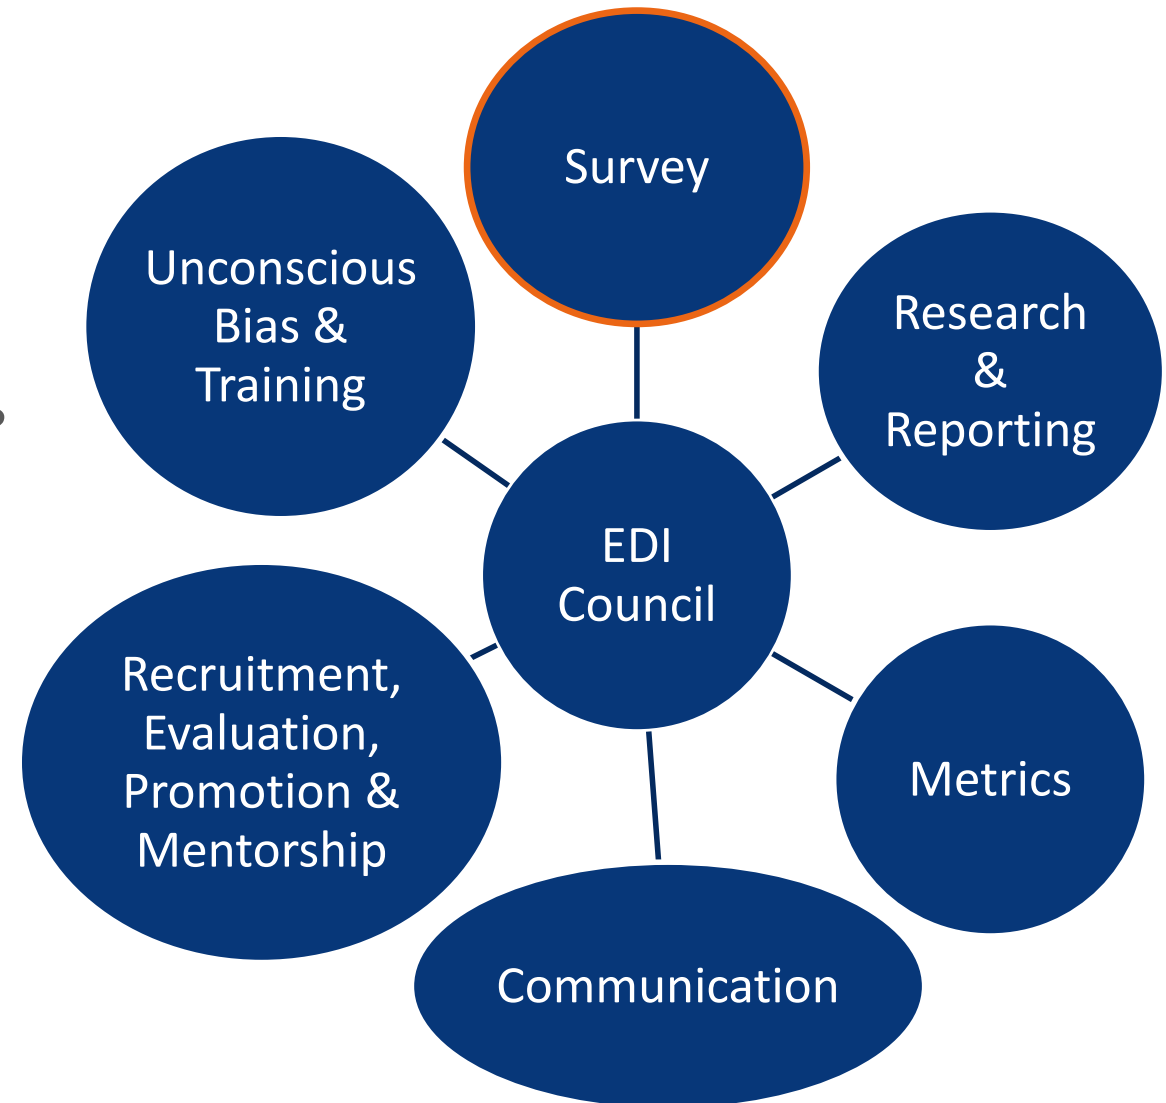 Survey
Unconscious
Bias &
Training
Research
&
Reporting
EDI
Council
Recruitment,
Evaluation,
Promotion &
Mentorship
Metrics
Communication